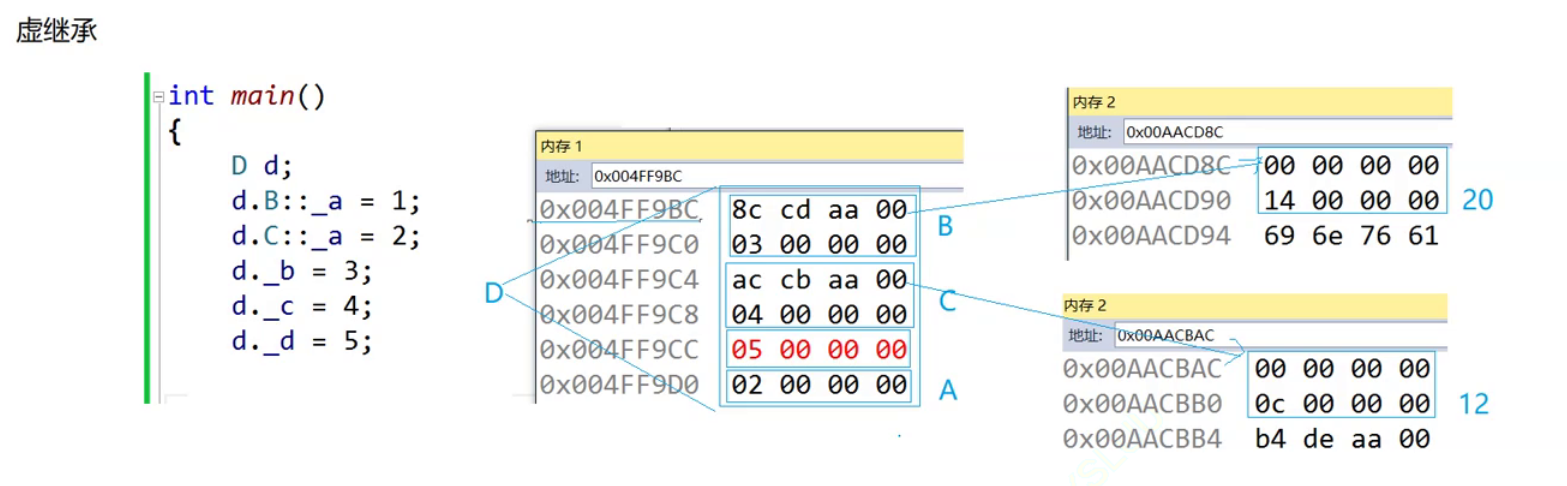 虚继承
int main()
{
D d;
d.B::_a = 1;
d.C::_a = 2;
d._b = 3;
d._c = 4;
d._d = 5;
内存 1
地址: 0x004FF9BC
0x004FF9BC 8c cd aa 00
0x004FF9C0 03 00 00 00
B
0x004FF9C4 ac cb aa 00
0x004FF9C8 04 00 00 00
C
0x004FF9CC 05 00 00 00
0x004FF9D0 02 00 00 00
A
D
内存 2
地址: 0x00AACD8C
0x00AACD8C 00 00 00 00
0x00AACD90 14 00 00 00
20
0x00AACD94 69 6e 76 61
内存 2
地址: 0x00AACBAC
0x00AACBAC 00 00 00 00
0x00AACBB0 0c 00 00 00
12
0x00AACBB4 b4 de aa 00